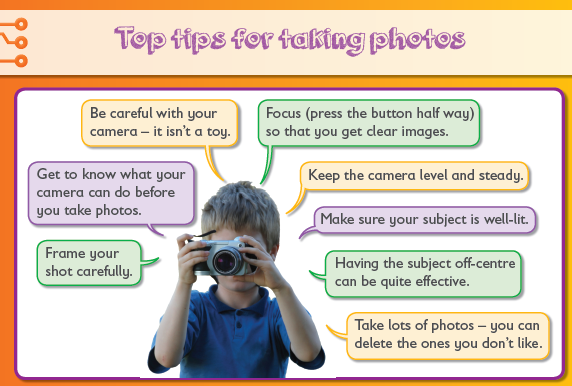 Top tips for taking photos
Be careful with your
camera – it isn't a toy.
Focus (press the button half way)
so that you get clear images.
Get to know what your
camera can do before
you take photos.
Keep the camera level and steady.
Make sure your subject is well-lit.
Frame your
shot carefully.
Having the subject off-centre
can be quite effective.
Take lots of photos – you can
delete the ones you don't like.